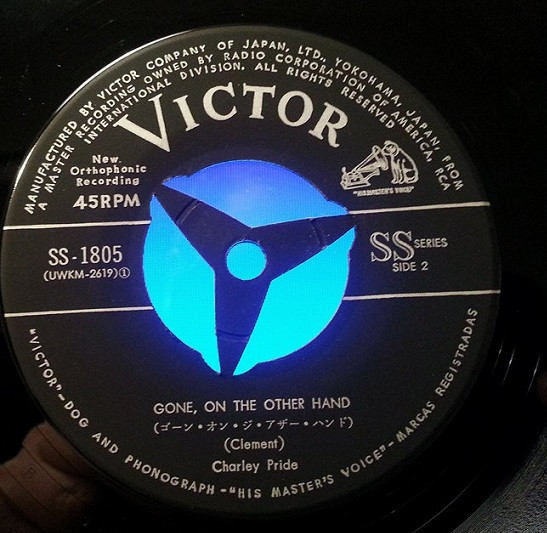 MANUFACTURED BY VICTOR COMPANY OF JAPAN, LTD., YOKOHAMA, JAPAN, FROM
A MASTER RECORDING OWNED BY RADIO CORPORATION OF AMERICA, RCA
INTERNATIONAL DIVISION. ALL RIGHTS RESERVED
VICTOR
New
Orthophonic
Recording
"HIS MASTER'S VOICE"
45RPM
SS-1805
(UWKM-2619)①
SS SERIES
SIDE 2
GONE, ON THE OTHER HAND
(ゴーン・オン・ジ・アザー・ハンド)
(Clement)
Charley Pride
"VICTOR"-DOG AND PHONOGRAPH-"HIS MASTER'S VOICE"-MARCAS REGISTRADAS